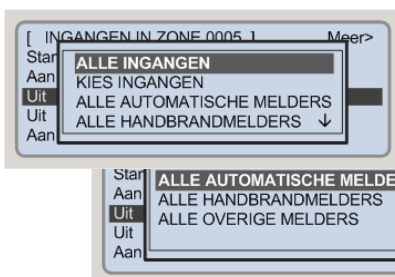 [ INGANGEN IN ZONE 0005 ] Meer>
Star
Aan
Uit
Uit
Aan
ALLE INGANGEN
KIES INGANGEN
ALLE AUTOMATISCHE MELDERS
ALLE HANDBRANDMELDERS ↓
Star
Aan
Uit
Uit
Aan
ALLE AUTOMATISCHE MELDE
ALLE HANDBRANDMELDERS
ALLE OVERIGE MELDERS